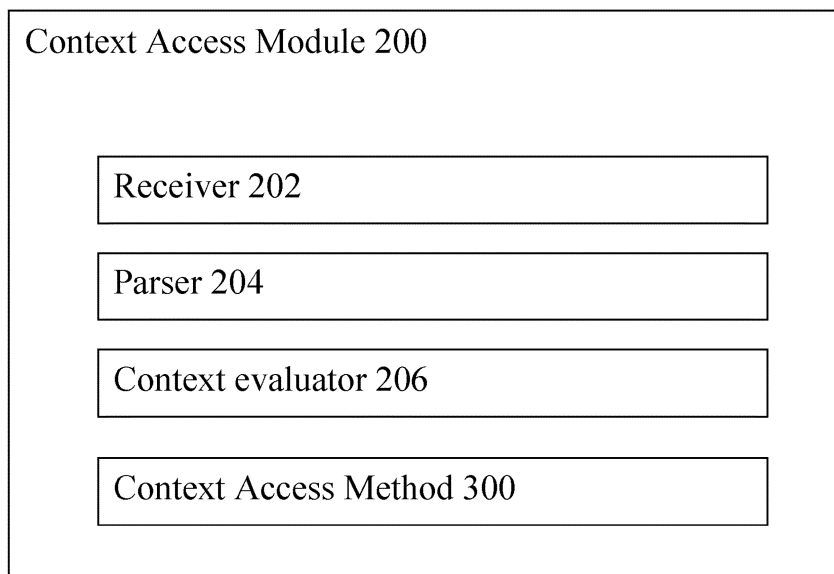 Context Access Module 200
Receiver 202
Parser 204
Context evaluator 206
Context Access Method 300